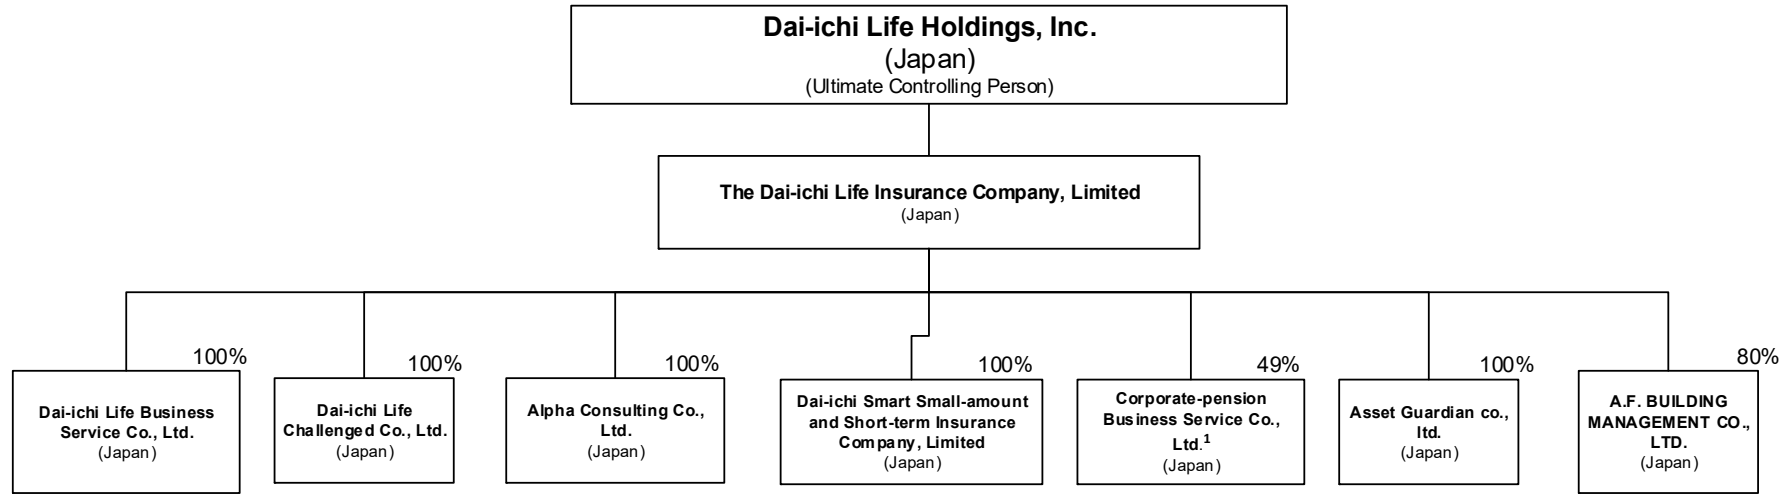 Dai-ichi Life Holdings, Inc.
(Japan)
(Ultimate Controlling Person)
The Dai-ichi Life Insurance Company, Limited
(Japan)
100%
Dai-ichi Life Business
Service Co., Ltd.
(Japan)
100%
Dai-ichi Life
Challenged Co., Ltd.
(Japan)
100%
Alpha Consulting Co.,
Ltd.
(Japan)
100%
Dai-ichi Smart Small-amount
and Short-term Insurance
Company, Limited
(Japan)
49%
Corporate-pension
Business Service Co.,
Ltd.¹
(Japan)
100%
Asset Guardian co.,
ltd.
(Japan)
80%
A.F. BUILDING
MANAGEMENT CO.,
LTD.
(Japan)